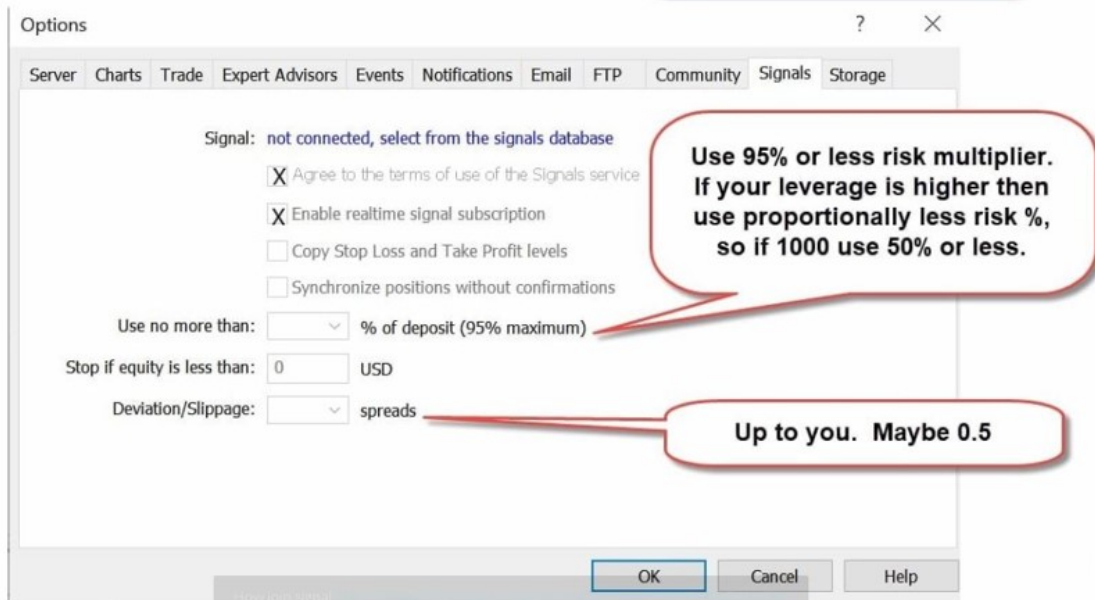 Options ? ×
Server Charts Trade Expert Advisors Events Notifications Email FTP Community Signals Storage
Signal: not connected, select from the signals database
X Agree to the terms of use of the Signals service
X Enable realtime signal subscription
Copy Stop Loss and Take Profit levels
Synchronize positions without confirmations
Use no more than: % of deposit (95% maximum)
Stop if equity is less than: 0 USD
Deviation/Slippage: spreads
Use 95% or less risk multiplier.
If your leverage is higher then
use proportionally less risk %,
so if 1000 use 50% or less.
Up to you. Maybe 0.5
OK Cancel Help